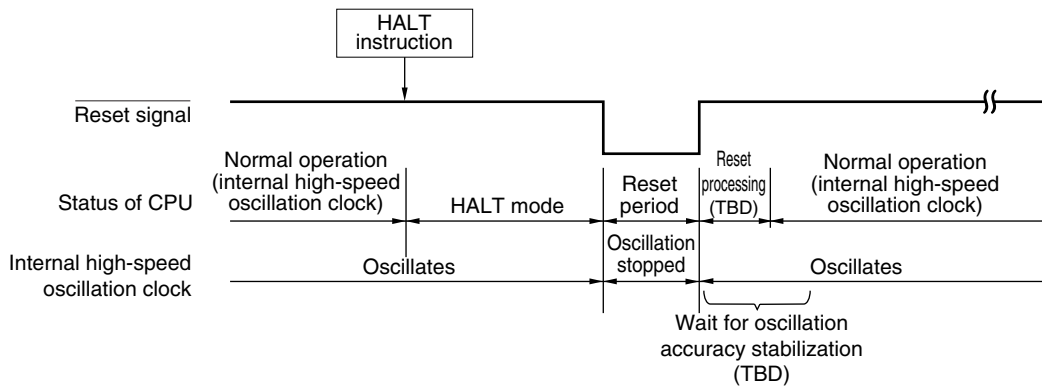 HALT
instruction
Reset signal
Status of CPU
Normal operation
(internal high-speed
oscillation clock)
HALT mode
Reset
period
Reset
processing
(TBD)
Normal operation
(internal high-speed
oscillation clock)
Internal high-speed
oscillation clock
Oscillates
Oscillation
stopped
Oscillates
Wait for oscillation
accuracy stabilization
(TBD)